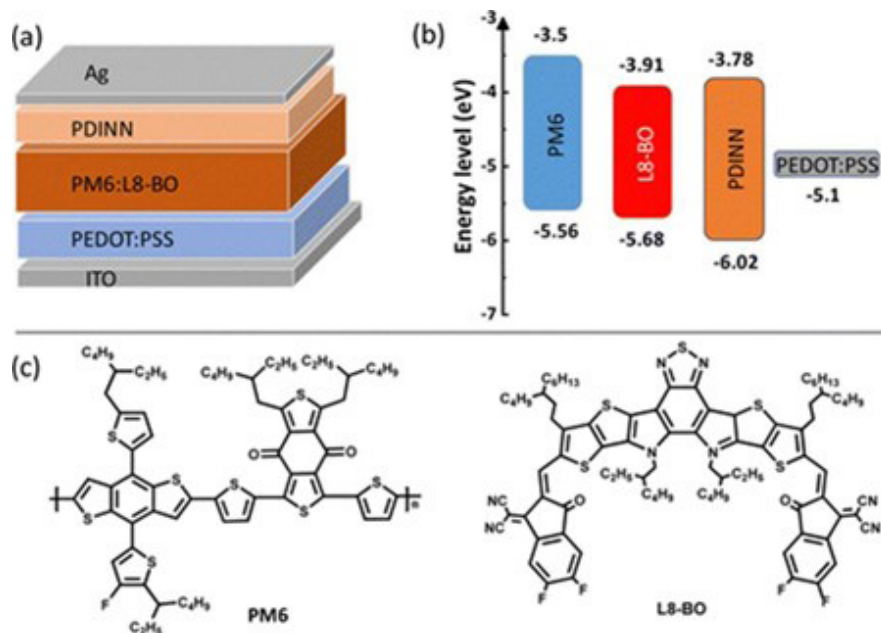 (a)
Ag
PDINN
PM6:L8-BO
PEDOT:PSS
ITO
(b)
Energy level (eV)
-3
-4
-5
-6
-7
-3.5
PM6
-5.56
-3.91
L8-BO
-5.68
-3.78
PDINN
-6.02
PEDOT:PSS
-5.1
(c)
C4H9
C2H5
S
S
S
F
S
C4H9
C2H5
S
C4H9
C2H5
C2H5
C4H9
S
O
O
S
S
n
PM6
C4H9
C6H13
S
S
N
S
N
S
S
C6H13
C4H9
N
N
C2H5
C4H9
C2H5
C4H9
NC
CN
O
F
F
O
CN
CN
F
F
L8-BO